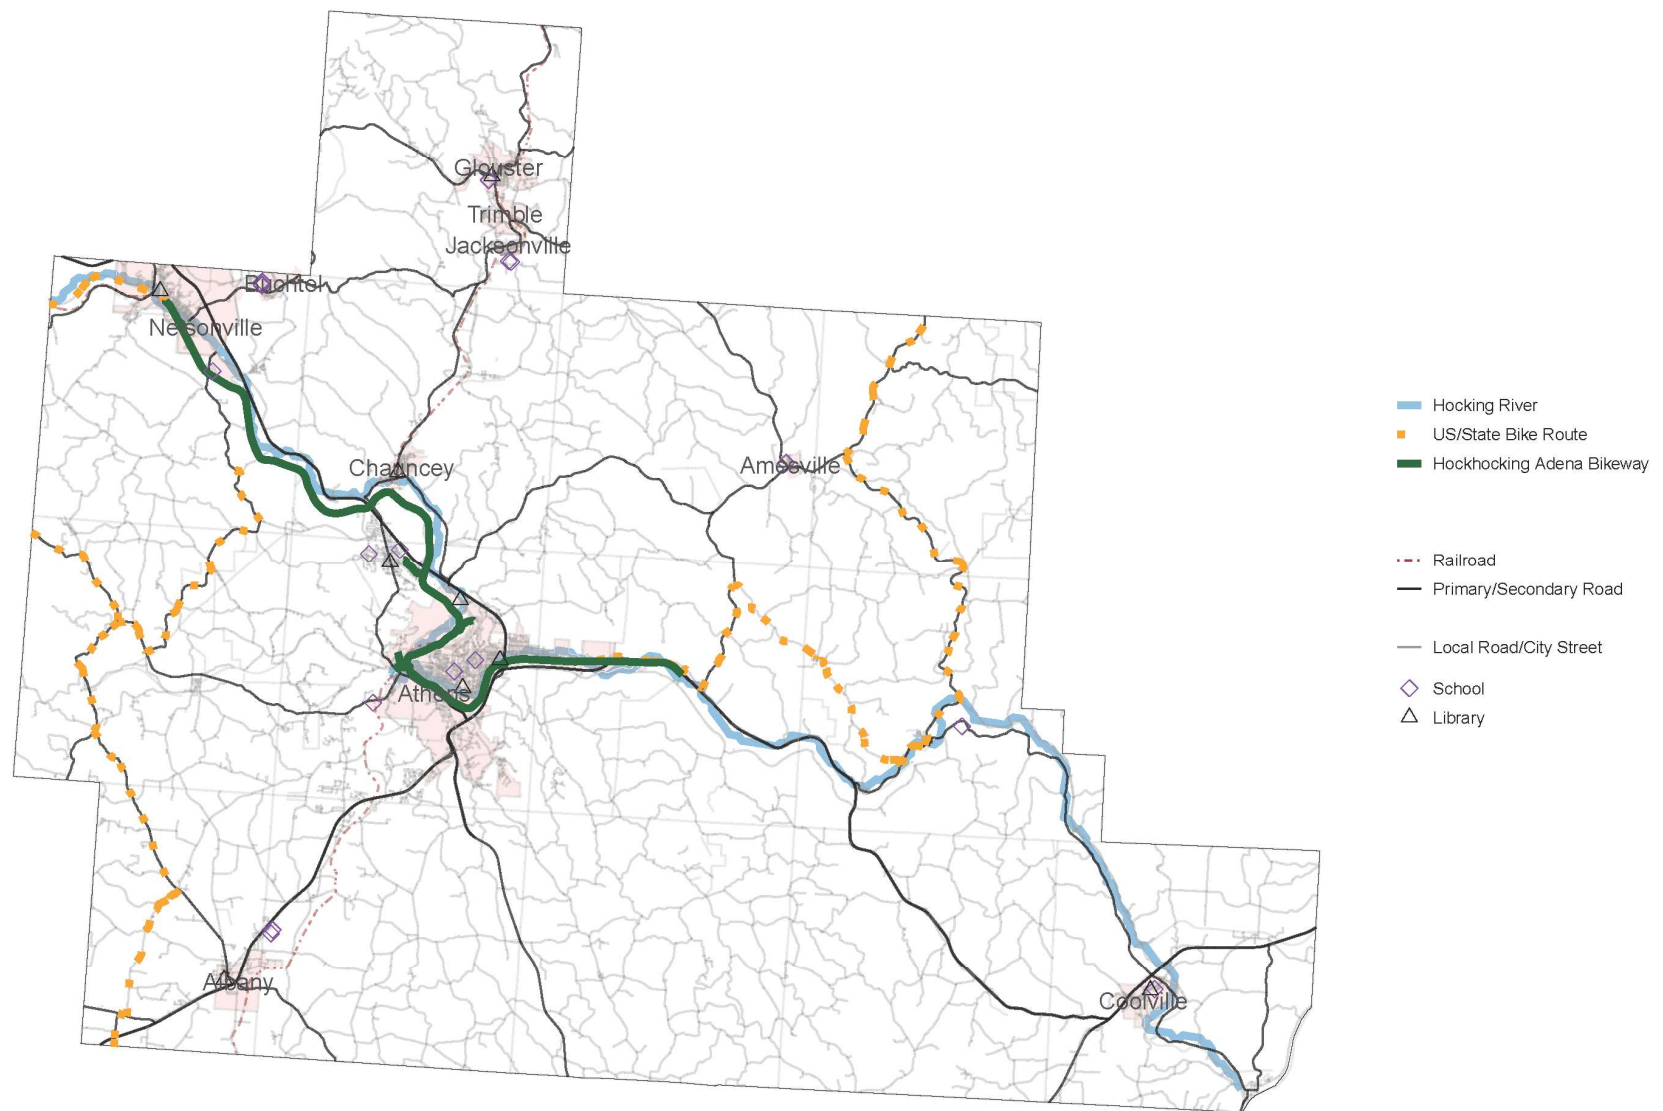 Glouster
Trimble
Jacksonville
Buchtel
Nelsonville
Chauncey
Amesville
Athens
Albany
Coolville
Hocking River
US/State Bike Route
Hockhocking Adena Bikeway
Railroad
Primary/Secondary Road
Local Road/City Street
School
Library